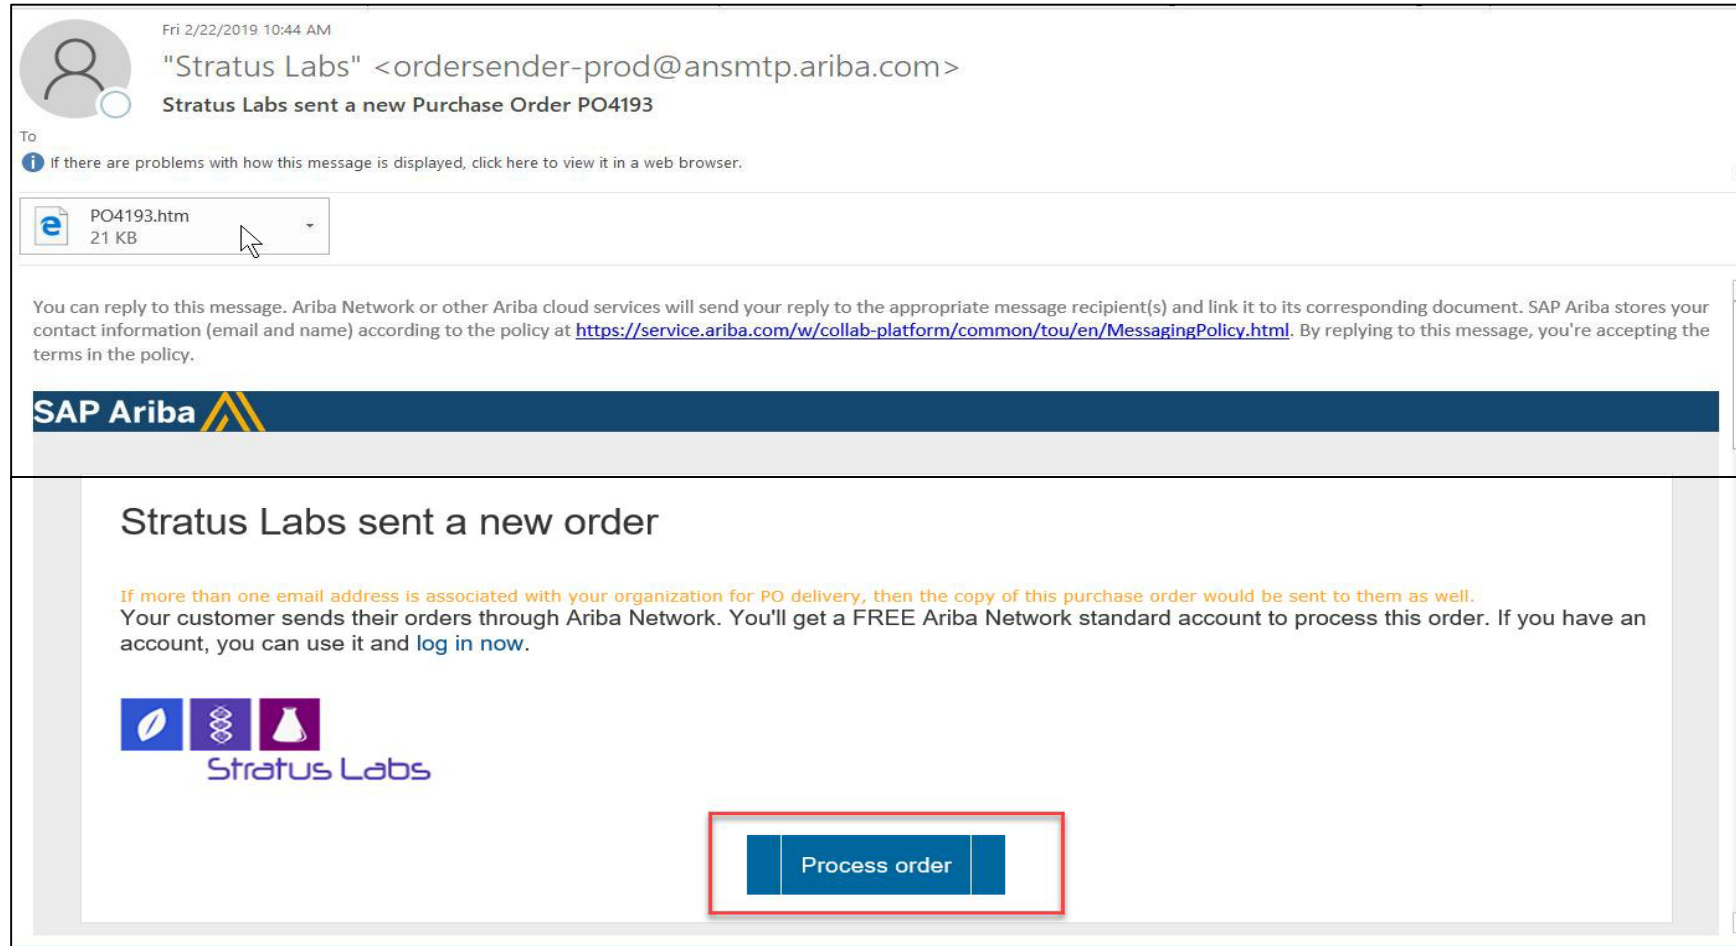 Fri 2/22/2019 10:44 AM
"Stratus Labs" <ordersender-prod@ansmtp.ariba.com>
Stratus Labs sent a new Purchase Order PO4193
To
If there are problems with how this message is displayed, click here to view it in a web browser.
PO4193.htm
21 KB
You can reply to this message. Ariba Network or other Ariba cloud services will send your reply to the appropriate message recipient(s) and link it to its corresponding document. SAP Ariba stores your
contact information (email and name) according to the policy at https://service.ariba.com/w/collab-platform/common/tou/en/MessagingPolicy.html. By replying to this message, you're accepting the
terms in the policy.
SAP Ariba
Stratus Labs sent a new order
If more than one email address is associated with your organization for PO delivery, then the copy of this purchase order would be sent to them as well.
Your customer sends their orders through Ariba Network. You'll get a FREE Ariba Network standard account to process this order. If you have an
account, you can use it and log in now.
Stratus Labs
Process order